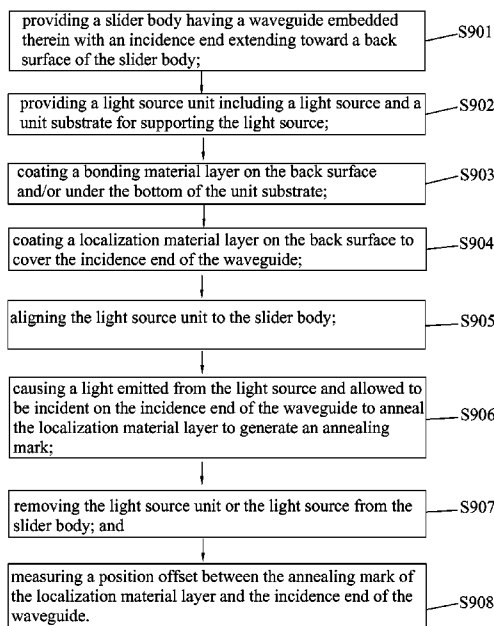 providing a slider body having a waveguide embedded
therein with an incidence end extending toward a back
surface of the slider body;
S901
providing a light source unit including a light source and a
unit substrate for supporting the light source;
S902
coating a bonding material layer on the back surface
and/or under the bottom of the unit substrate;
S903
coating a localization material layer on the back surface to
cover the incidence end of the waveguide;
S904
aligning the light source unit to the slider body;
S905
causing a light emitted from the light source and allowed to
be incident on the incidence end of the waveguide to anneal
the localization material layer to generate an annealing
mark;
S906
removing the light source unit or the light source from the
slider body; and
S907
measuring a position offset between the annealing mark of
the localization material layer and the incidence end of the
waveguide.
S908